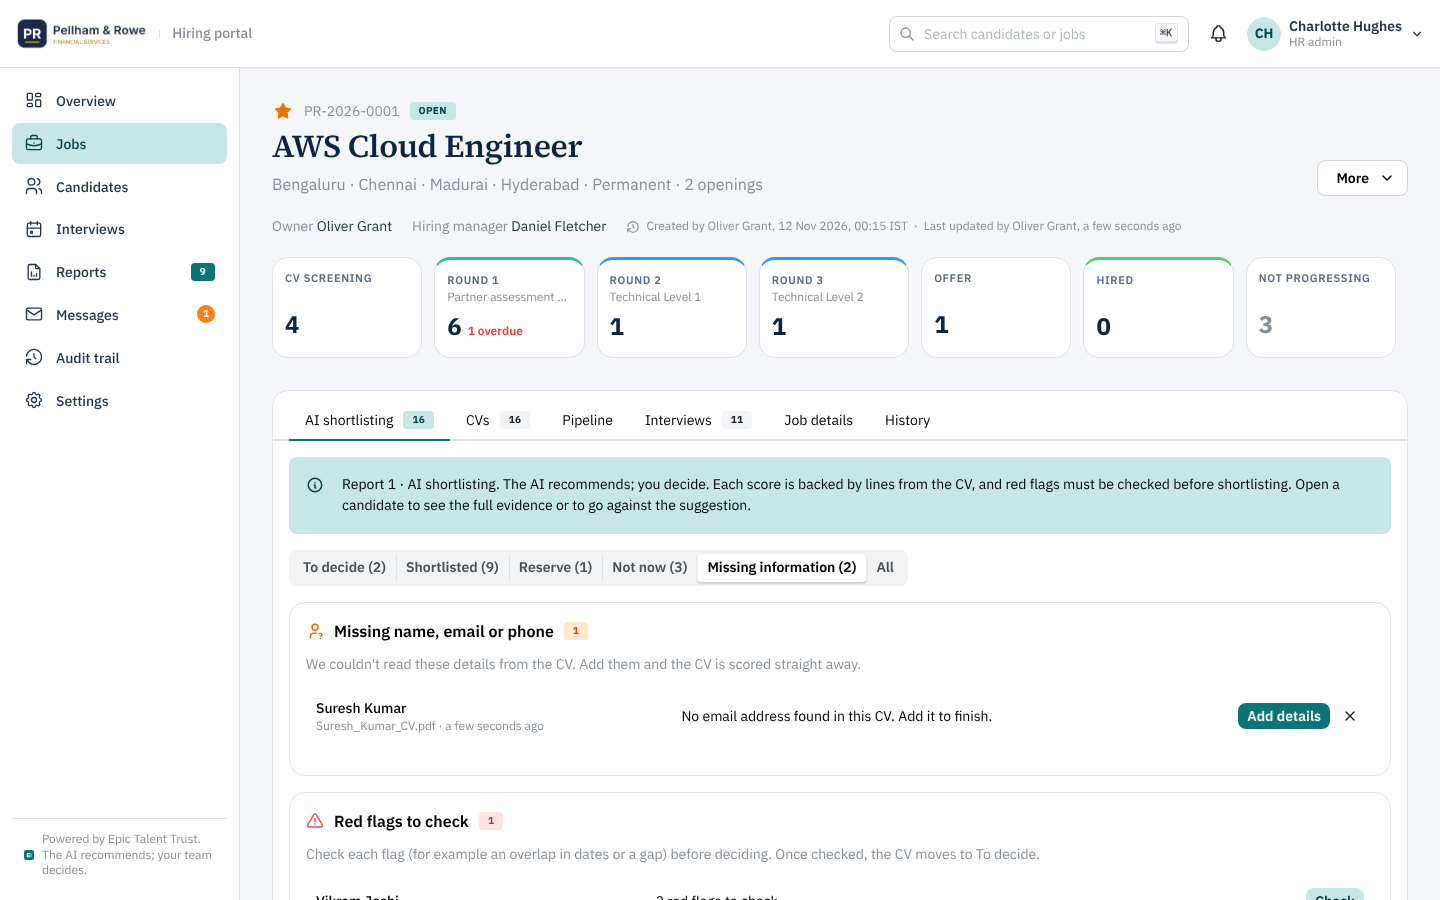 PR
Pellham & Rowe
FINANCIAL SERVICES
Hiring portal
Search candidates or jobs
⌘K
CH
Charlotte Hughes
HR admin
Overview
Jobs
Candidates
Interviews
Reports
9
Messages
1
Audit trail
Settings
Powered by Epic Talent Trust.
The AI recommends; your team
decides.
PR-2026-0001
OPEN
AWS Cloud Engineer
Bengaluru · Chennai · Madurai · Hyderabad · Permanent · 2 openings
More
Owner Oliver Grant
Hiring manager Daniel Fletcher
Created by Oliver Grant, 12 Nov 2026, 00:15 IST · Last updated by Oliver Grant, a few seconds ago
CV SCREENING
4
ROUND 1
Partner assessment ...
6 1 overdue
ROUND 2
Technical Level 1
1
ROUND 3
Technical Level 2
1
OFFER
1
HIRED
0
NOT PROGRESSING
3
AI shortlisting 16
CVs 16
Pipeline
Interviews 11
Job details
History
Report 1 · AI shortlisting. The AI recommends; you decide. Each score is backed by lines from the CV, and red flags must be checked before shortlisting. Open a
candidate to see the full evidence or to go against the suggestion.
To decide (2)
Shortlisted (9)
Reserve (1)
Not now (3)
Missing information (2)
All
Missing name, email or phone 1
We couldn't read these details from the CV. Add them and the CV is scored straight away.
Suresh Kumar
Suresh_Kumar_CV.pdf · a few seconds ago
No email address found in this CV. Add it to finish.
Add details
Red flags to check 1
Check each flag (for example an overlap in dates or a gap) before deciding. Once checked, the CV moves to To decide.
Vikram Joshi
2 red flags to check
Check